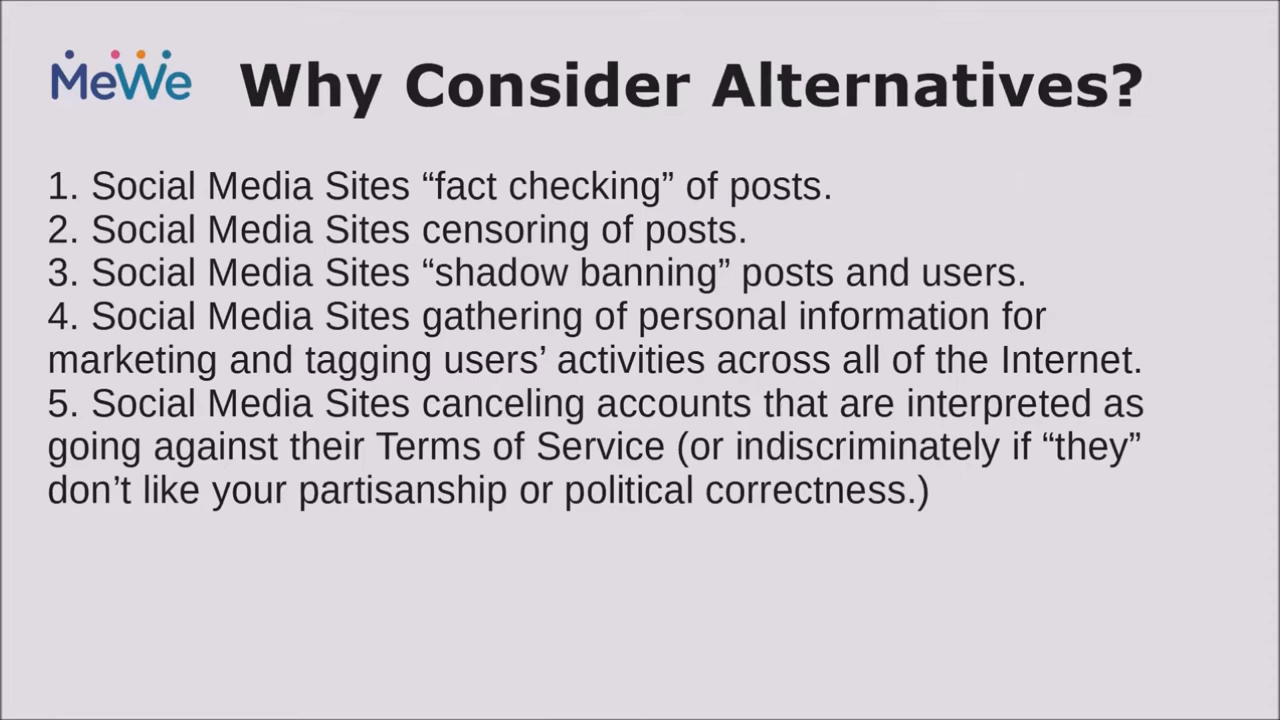 MeWe
Why Consider Alternatives?
1. Social Media Sites “fact checking” of posts.
2. Social Media Sites censoring of posts.
3. Social Media Sites “shadow banning” posts and users.
4. Social Media Sites gathering of personal information for
marketing and tagging users’ activities across all of the Internet.
5. Social Media Sites canceling accounts that are interpreted as
going against their Terms of Service (or indiscriminately if “they”
don’t like your partisanship or political correctness.)